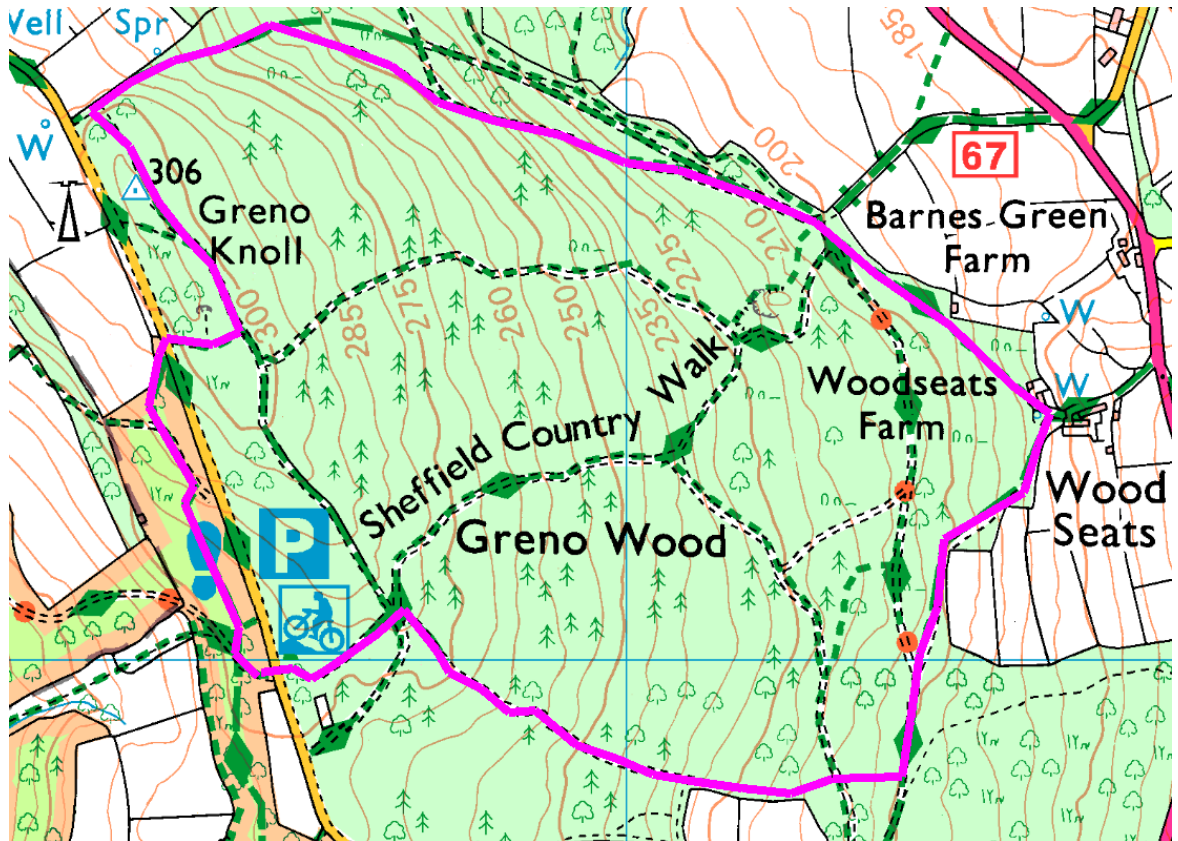 Well Spr
185
W
306
Greno
Knoll
67
200
Barnes Green
Farm
210
225
W
300
285
275
260
250
235
W
Woodseats
Farm
Sheffield Country Walk
P
Greno Wood
Wood
Seats